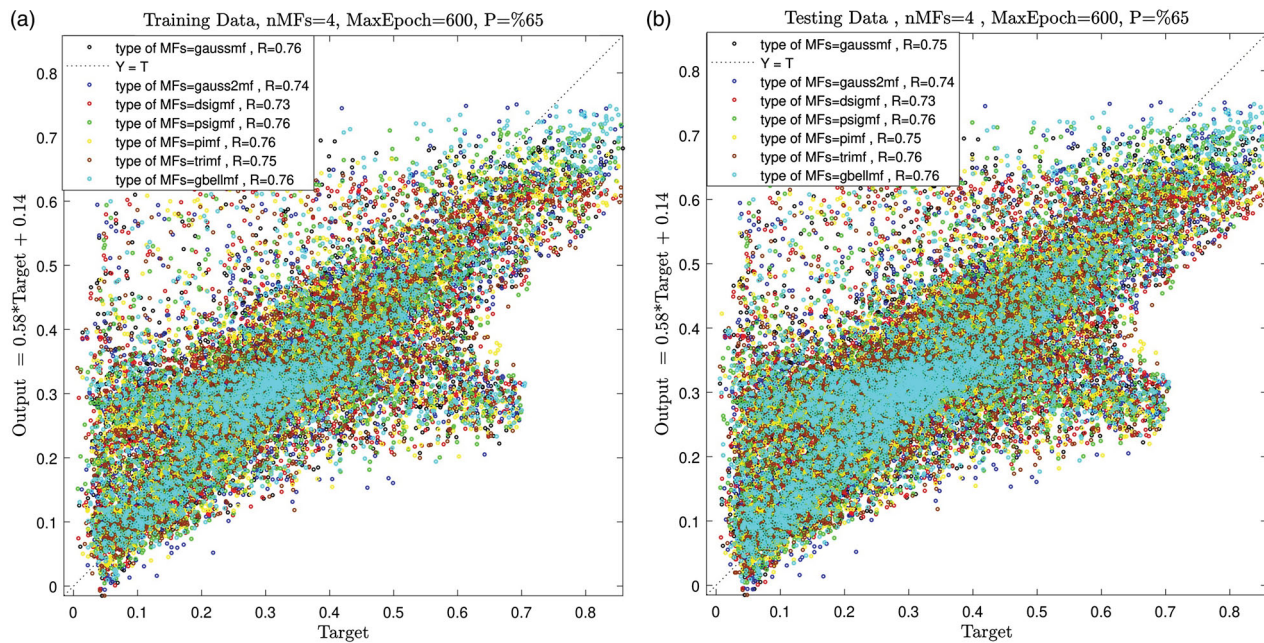 (a)
Training Data, nMFs=4, MaxEpoch=600, P=%65
type of MFs=gaussmf , R=0.76
Y = T
type of MFs=gauss2mf , R=0.74
type of MFs=dsigmf , R=0.73
type of MFs=psigmf , R=0.76
type of MFs=pimf , R=0.76
type of MFs=trimf , R=0.75
type of MFs=gbellmf , R=0.76
Output = 0.58*Target + 0.14
0.8
0.7
0.6
0.5
0.4
0.3
0.2
0.1
0
0 0.1 0.2 0.3 0.4 0.5 0.6 0.7 0.8
Target
(b)
Testing Data , nMFs=4 , MaxEpoch=600, P=%65
type of MFs=gaussmf , R=0.75
Y = T
type of MFs=gauss2mf , R=0.74
type of MFs=dsigmf , R=0.73
type of MFs=psigmf , R=0.76
type of MFs=pimf , R=0.75
type of MFs=trimf , R=0.76
type of MFs=gbellmf , R=0.76
Output = 0.58*Target + 0.14
0.8
0.7
0.6
0.5
0.4
0.3
0.2
0.1
0
0 0.1 0.2 0.3 0.4 0.5 0.6 0.7 0.8
Target